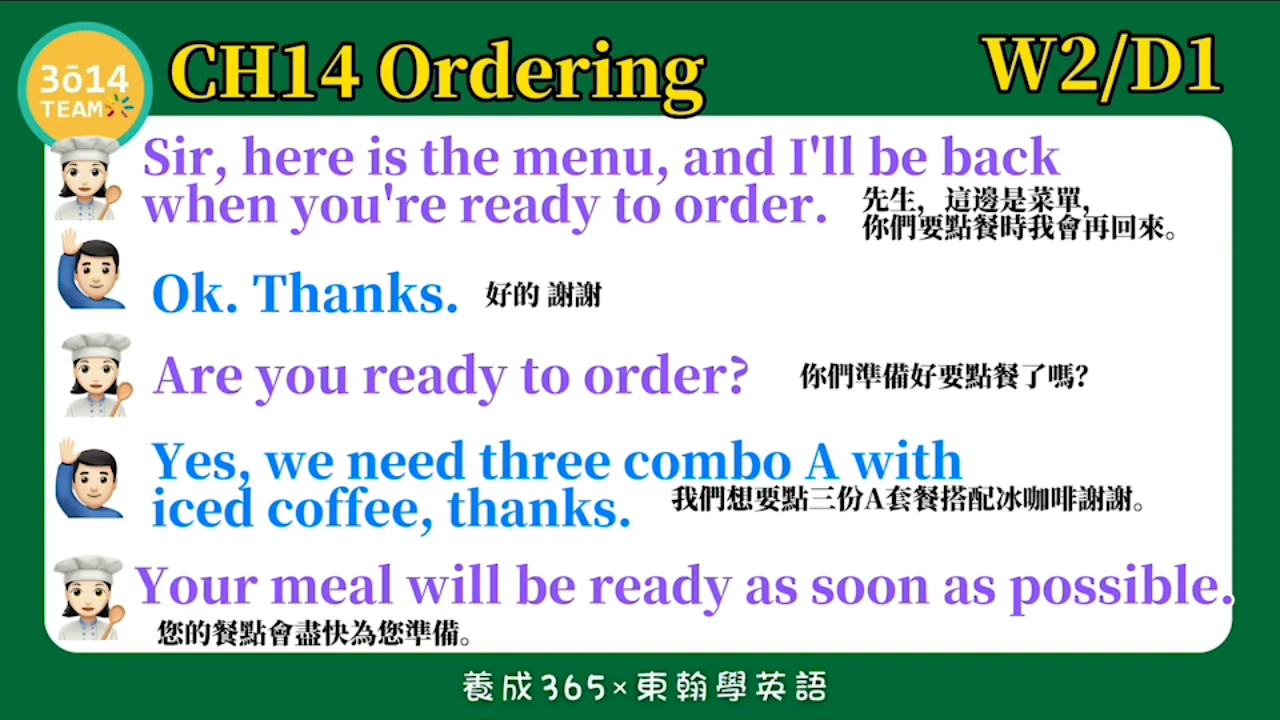 3ō14
TEAM
CH14 Ordering
W2/D1
Sir, here is the menu, and I'll be back
when you're ready to order.
先生，這邊是菜單，
你們要點餐時我會再回來。
Ok. Thanks.
好的 謝謝
Are you ready to order?
你們準備好要點餐了嗎？
Yes, we need three combo A with
iced coffee, thanks.
我們想要點三份A套餐搭配冰咖啡謝謝。
Your meal will be ready as soon as possible.
您的餐點會盡快為您準備。
養成365×東翰學英語